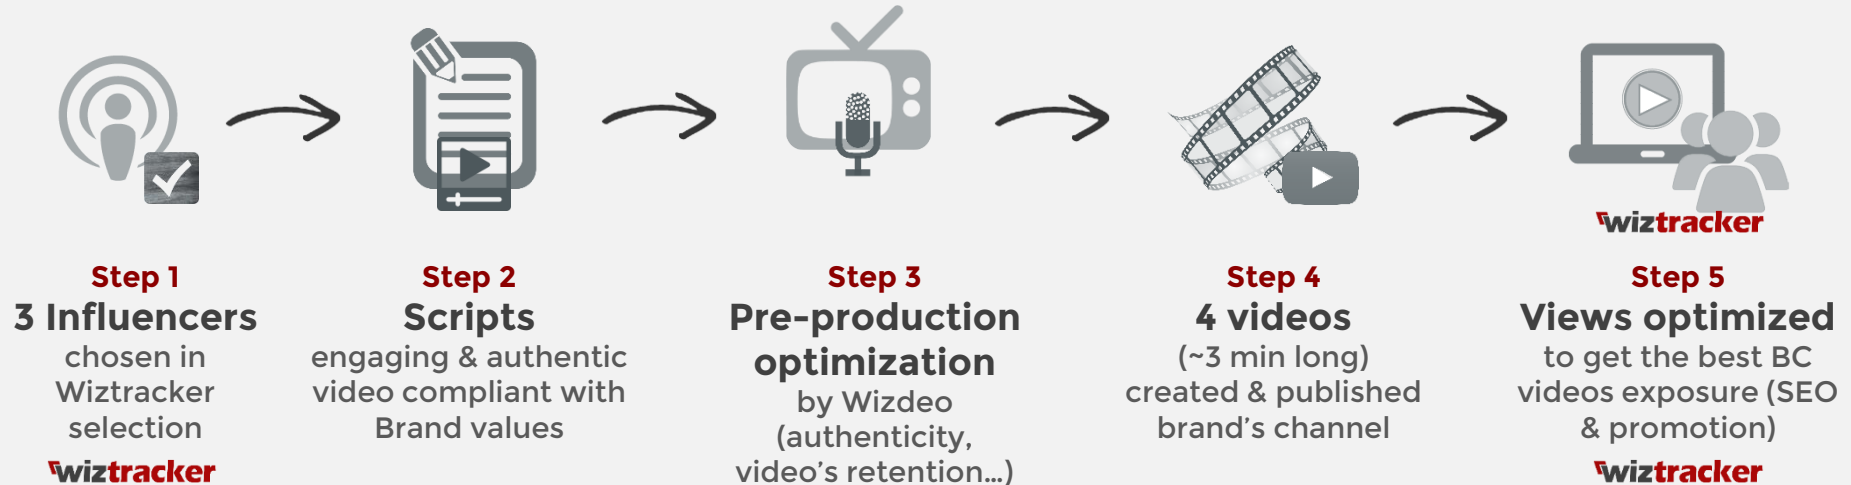 wiztracker
Step 1
3 Influencers
chosen in
Wiztracker
selection
wiztracker
Step 2
Scripts
engaging & authentic
video compliant with
Brand values
Step 3
Pre-production
optimization
by Wizdeo
(authenticity,
video's retention...)
Step 4
4 videos
(~3 min long)
created & published
brand's channel
Step 5
Views optimized
to get the best BC
videos exposure (SEO
& promotion)
wiztracker